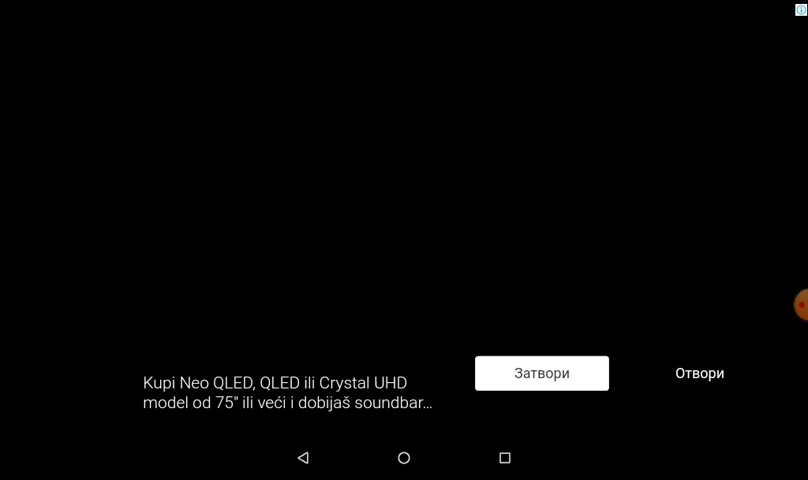 Kupi Neo QLED, QLED ili Crystal UHD
model od 75" ili veći i dobijaš soundbar...
Затвори
Отвори